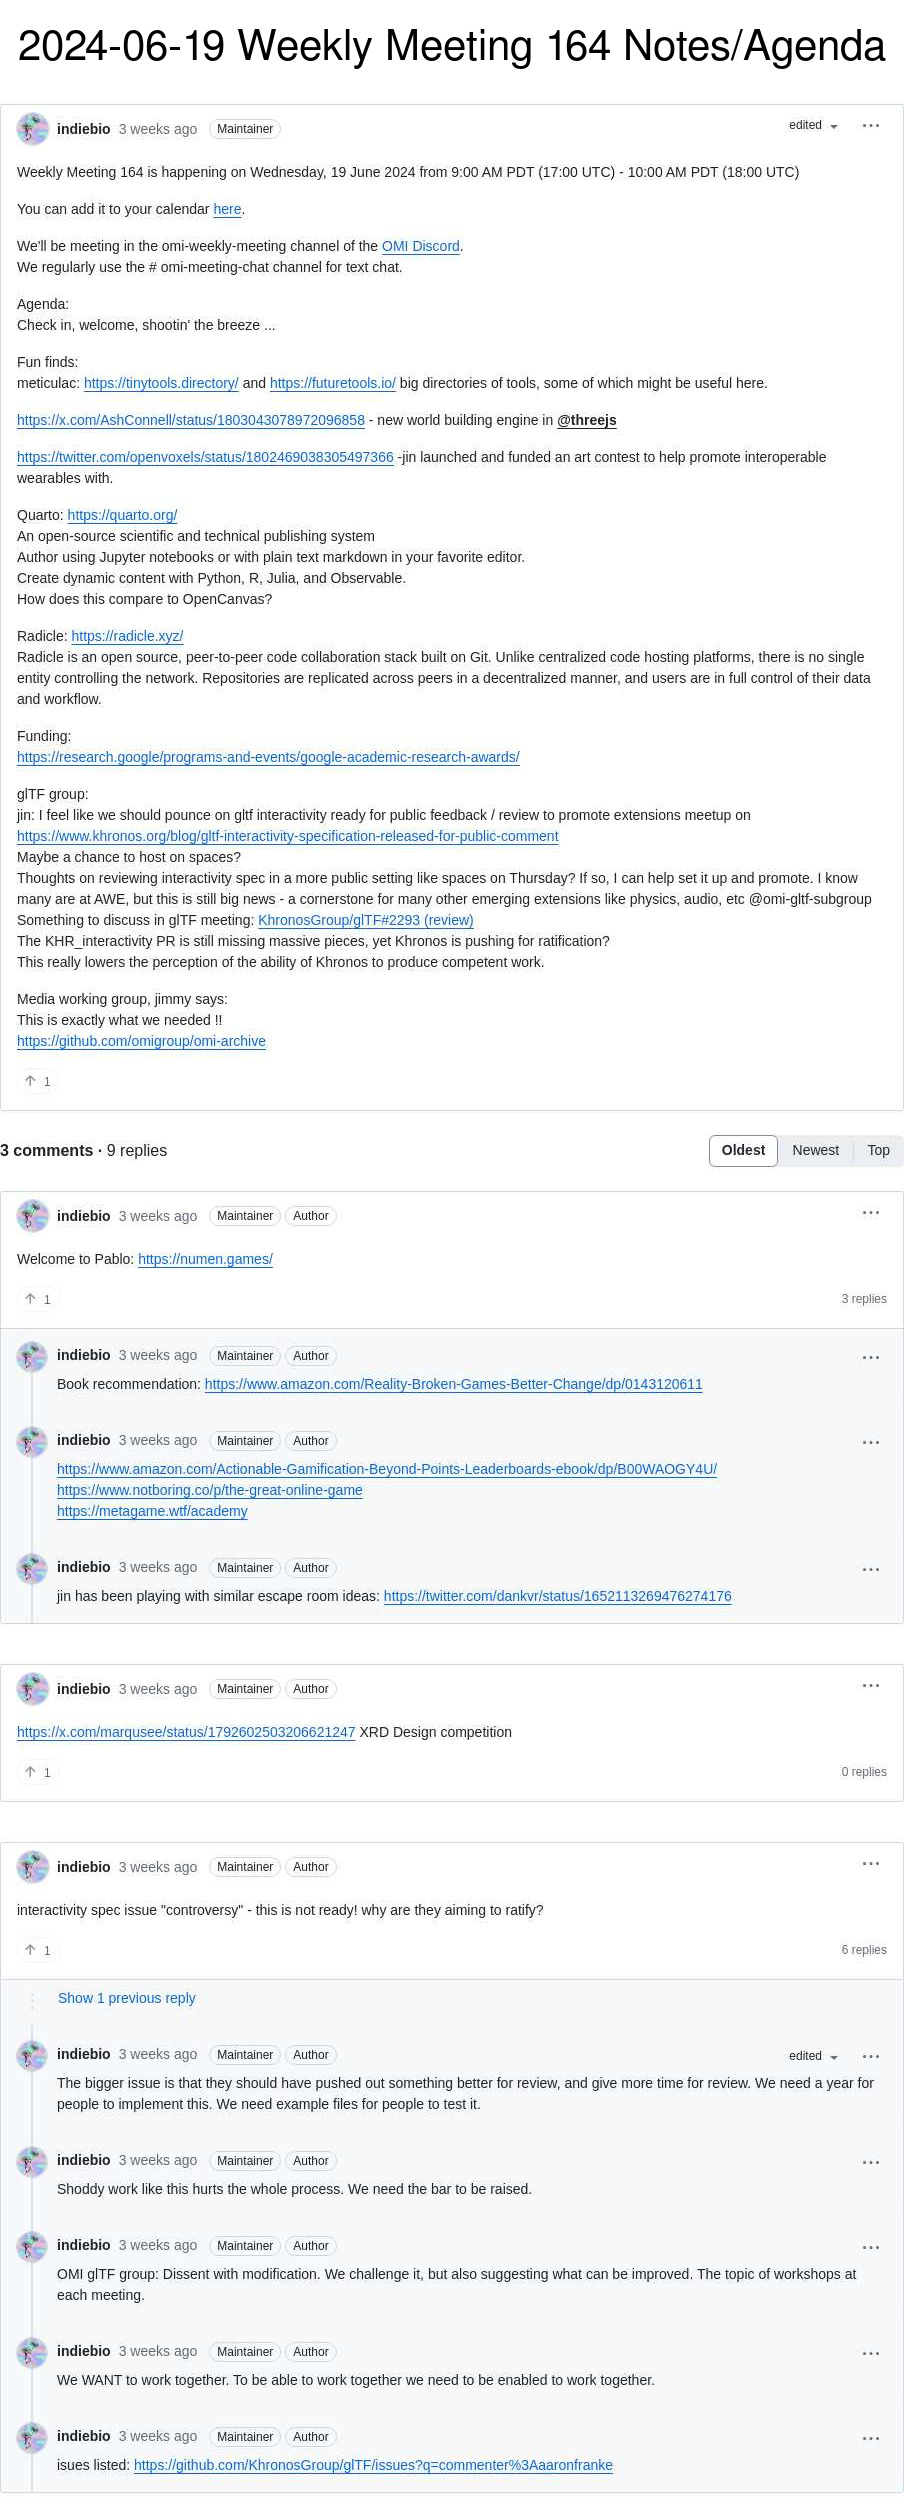 2024-06-19 Weekly Meeting 164 Notes/Agenda
indiebio 3 weeks ago Maintainer edited
Weekly Meeting 164 is happening on Wednesday, 19 June 2024 from 9:00 AM PDT (17:00 UTC) - 10:00 AM PDT (18:00 UTC)
You can add it to your calendar here.
We'll be meeting in the omi-weekly-meeting channel of the OMI Discord.
We regularly use the # omi-meeting-chat channel for text chat.
Agenda:
Check in, welcome, shootin' the breeze ...
Fun finds:
meticulac: https://tinytools.directory/ and https://futuretools.io/ big directories of tools, some of which might be useful here.
https://x.com/AshConnell/status/1803043078972096858 - new world building engine in @threejs
https://twitter.com/openvoxels/status/1802469038305497366 -jin launched and funded an art contest to help promote interoperable
wearables with.
Quarto: https://quarto.org/
An open-source scientific and technical publishing system
Author using Jupyter notebooks or with plain text markdown in your favorite editor.
Create dynamic content with Python, R, Julia, and Observable.
How does this compare to OpenCanvas?
Radicle: https://radicle.xyz/
Radicle is an open source, peer-to-peer code collaboration stack built on Git. Unlike centralized code hosting platforms, there is no single
entity controlling the network. Repositories are replicated across peers in a decentralized manner, and users are in full control of their data
and workflow.
Funding:
https://research.google/programs-and-events/google-academic-research-awards/
glTF group:
jin: I feel like we should pounce on gltf interactivity ready for public feedback / review to promote extensions meetup on
https://www.khronos.org/blog/gltf-interactivity-specification-released-for-public-comment
Maybe a chance to host on spaces?
Thoughts on reviewing interactivity spec in a more public setting like spaces on Thursday? If so, I can help set it up and promote. I know
many are at AWE, but this is still big news - a cornerstone for many other emerging extensions like physics, audio, etc @omi-gltf-subgroup
Something to discuss in glTF meeting: KhronosGroup/glTF#2293 (review)
The KHR_interactivity PR is still missing massive pieces, yet Khronos is pushing for ratification?
This really lowers the perception of the ability of Khronos to produce competent work.
Media working group, jimmy says:
This is exactly what we needed !!
https://github.com/omigroup/omi-archive
↑ 1
3 comments · 9 replies Oldest Newest Top
indiebio 3 weeks ago Maintainer Author
Welcome to Pablo: https://numen.games/
↑ 1 3 replies
indiebio 3 weeks ago Maintainer Author
Book recommendation: https://www.amazon.com/Reality-Broken-Games-Better-Change/dp/0143120611
indiebio 3 weeks ago Maintainer Author
https://www.amazon.com/Actionable-Gamification-Beyond-Points-Leaderboards-ebook/dp/B00WAOGY4U/
https://www.notboring.co/p/the-great-online-game
https://metagame.wtf/academy
indiebio 3 weeks ago Maintainer Author
jin has been playing with similar escape room ideas: https://twitter.com/dankvr/status/1652113269476274176
indiebio 3 weeks ago Maintainer Author
https://x.com/marqusee/status/1792602503206621247 XRD Design competition
↑ 1 0 replies
indiebio 3 weeks ago Maintainer Author
interactivity spec issue "controversy" - this is not ready! why are they aiming to ratify?
↑ 1 6 replies
Show 1 previous reply
indiebio 3 weeks ago Maintainer Author edited
The bigger issue is that they should have pushed out something better for review, and give more time for review. We need a year for
people to implement this. We need example files for people to test it.
indiebio 3 weeks ago Maintainer Author
Shoddy work like this hurts the whole process. We need the bar to be raised.
indiebio 3 weeks ago Maintainer Author
OMI glTF group: Dissent with modification. We challenge it, but also suggesting what can be improved. The topic of workshops at
each meeting.
indiebio 3 weeks ago Maintainer Author
We WANT to work together. To be able to work together we need to be enabled to work together.
indiebio 3 weeks ago Maintainer Author
isues listed: https://github.com/KhronosGroup/glTF/issues?q=commenter%3Aaaronfranke